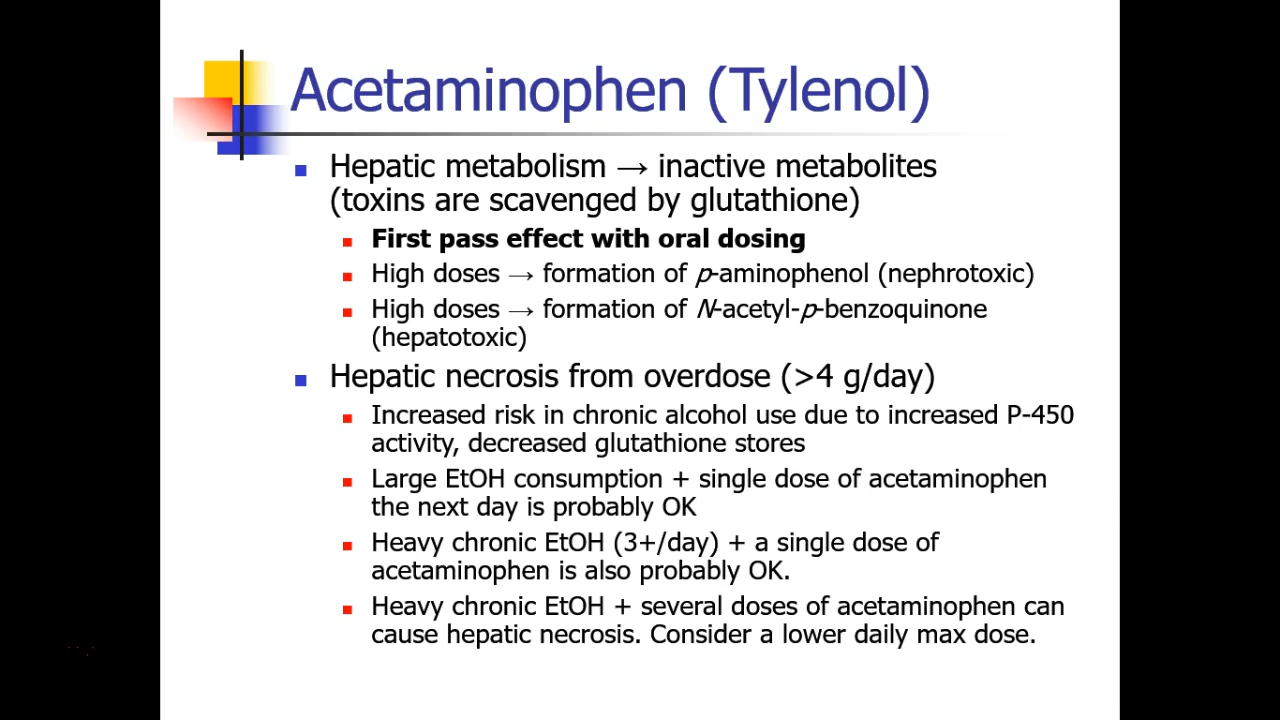 Acetaminophen (Tylenol)
Hepatic metabolism → inactive metabolites
(toxins are scavenged by glutathione)
First pass effect with oral dosing
High doses → formation of p-aminophenol (nephrotoxic)
High doses → formation of N-acetyl-p-benzoquinone
(hepatotoxic)
Hepatic necrosis from overdose (>4 g/day)
Increased risk in chronic alcohol use due to increased P-450
activity, decreased glutathione stores
Large EtOH consumption + single dose of acetaminophen
the next day is probably OK
Heavy chronic EtOH (3+/day) + a single dose of
acetaminophen is also probably OK.
Heavy chronic EtOH + several doses of acetaminophen can
cause hepatic necrosis. Consider a lower daily max dose.